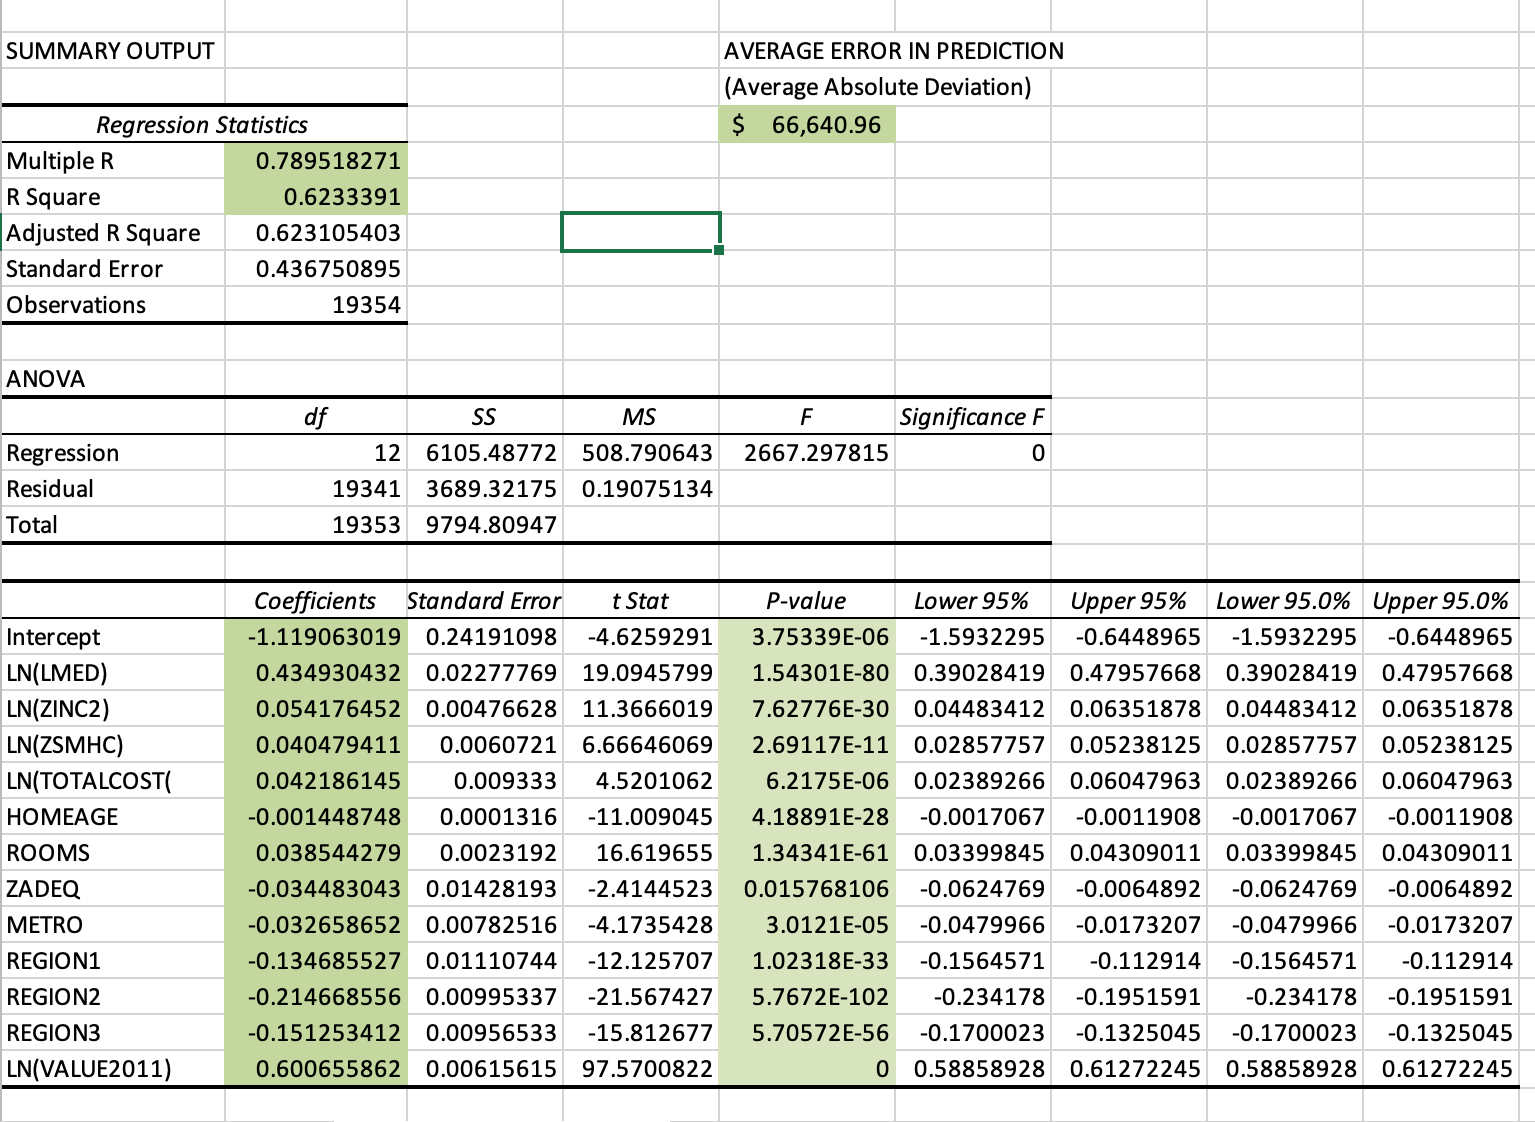 SUMMARY OUTPUT AVERAGE ERROR IN PREDICTION
(Average Absolute Deviation)
Regression Statistics $ 66,640.96
Multiple R 0.789518271
R Square 0.6233391
Adjusted R Square 0.623105403
Standard Error 0.436750895
Observations 19354
ANOVA
df SS MS F Significance F
Regression 12 6105.48772 508.790643 2667.297815 0
Residual 19341 3689.32175 0.19075134
Total 19353 9794.80947
Coefficients Standard Error t Stat P-value Lower 95% Upper 95% Lower 95.0% Upper 95.0%
Intercept -1.119063019 0.24191098 -4.6259291 3.75339E-06 -1.5932295 -0.6448965 -1.5932295 -0.6448965
LN(LMED) 0.434930432 0.02277769 19.0945799 1.54301E-80 0.39028419 0.47957668 0.39028419 0.47957668
LN(ZINC2) 0.054176452 0.00476628 11.3666019 7.62776E-30 0.04483412 0.06351878 0.04483412 0.06351878
LN(ZSMHC) 0.040479411 0.0060721 6.66646069 2.69117E-11 0.02857757 0.05238125 0.02857757 0.05238125
LN(TOTALCOST( 0.042186145 0.009333 4.5201062 6.2175E-06 0.02389266 0.06047963 0.02389266 0.06047963
HOMEAGE -0.001448748 0.0001316 -11.009045 4.18891E-28 -0.0017067 -0.0011908 -0.0017067 -0.0011908
ROOMS 0.038544279 0.0023192 16.619655 1.34341E-61 0.03399845 0.04309011 0.03399845 0.04309011
ZADEQ -0.034483043 0.01428193 -2.4144523 0.015768106 -0.0624769 -0.0064892 -0.0624769 -0.0064892
METRO -0.032658652 0.00782516 -4.1735428 3.0121E-05 -0.0479966 -0.0173207 -0.0479966 -0.0173207
REGION1 -0.134685527 0.01110744 -12.125707 1.02318E-33 -0.1564571 -0.112914 -0.1564571 -0.112914
REGION2 -0.214668556 0.00995337 -21.567427 5.7672E-102 -0.234178 -0.1951591 -0.234178 -0.1951591
REGION3 -0.151253412 0.00956533 -15.812677 5.70572E-56 -0.1700023 -0.1325045 -0.1700023 -0.1325045
LN(VALUE2011) 0.600655862 0.00615615 97.5700822 0 0.58858928 0.61272245 0.58858928 0.61272245